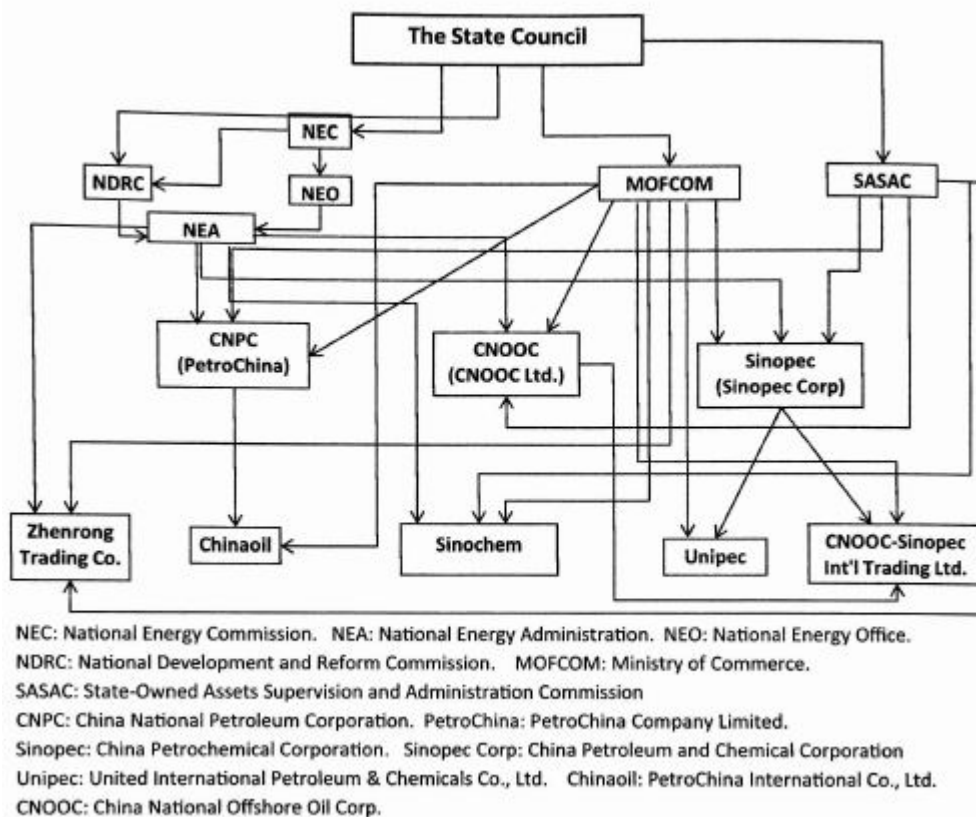 The State Council
NEC
NDRC
NEO
MOFCOM
SASAC
NEA
CNPC
(PetroChina)
CNOOC
(CNOOC Ltd.)
Sinopec
(Sinopec Corp)
Zhenrong
Trading Co.
Chinaoil
Sinochem
Unipec
CNOOC-Sinopec
Int'l Trading Ltd.
NEC: National Energy Commission. NEA: National Energy Administration. NEO: National Energy Office.
NDRC: National Development and Reform Commission. MOFCOM: Ministry of Commerce.
SASAC: State-Owned Assets Supervision and Administration Commission
CNPC: China National Petroleum Corporation. PetroChina: PetroChina Company Limited.
Sinopec: China Petrochemical Corporation. Sinopec Corp: China Petroleum and Chemical Corporation
Unipec: United International Petroleum & Chemicals Co., Ltd. Chinaoil: PetroChina International Co., Ltd.
CNOOC: China National Offshore Oil Corp.